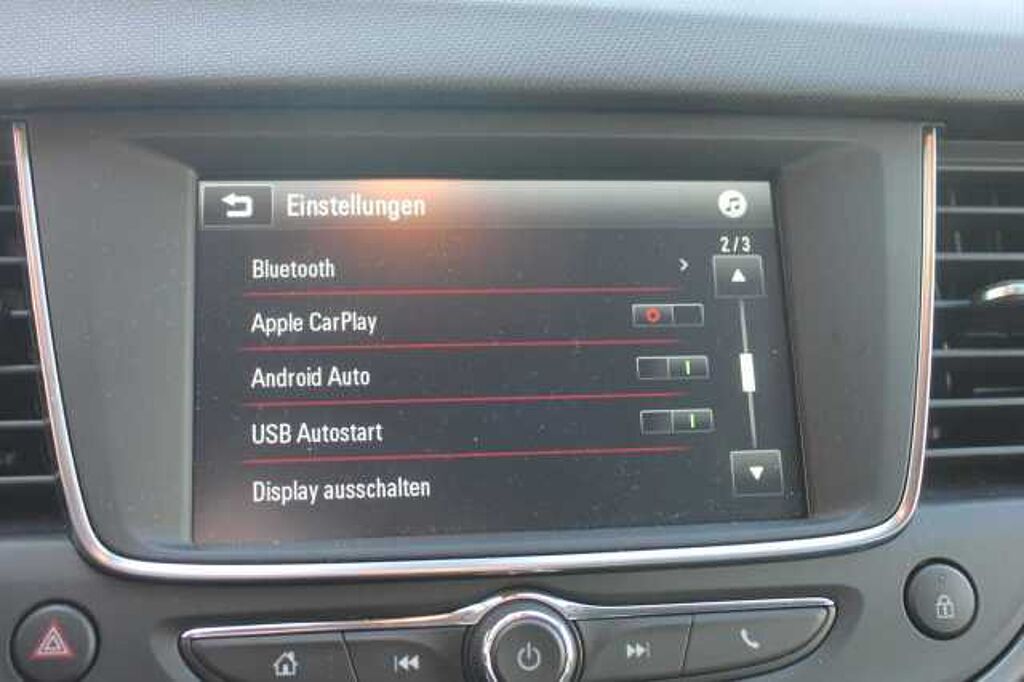 Einstellungen
2/3
Bluetooth
Apple CarPlay
Android Auto
USB Autostart
Display ausschalten